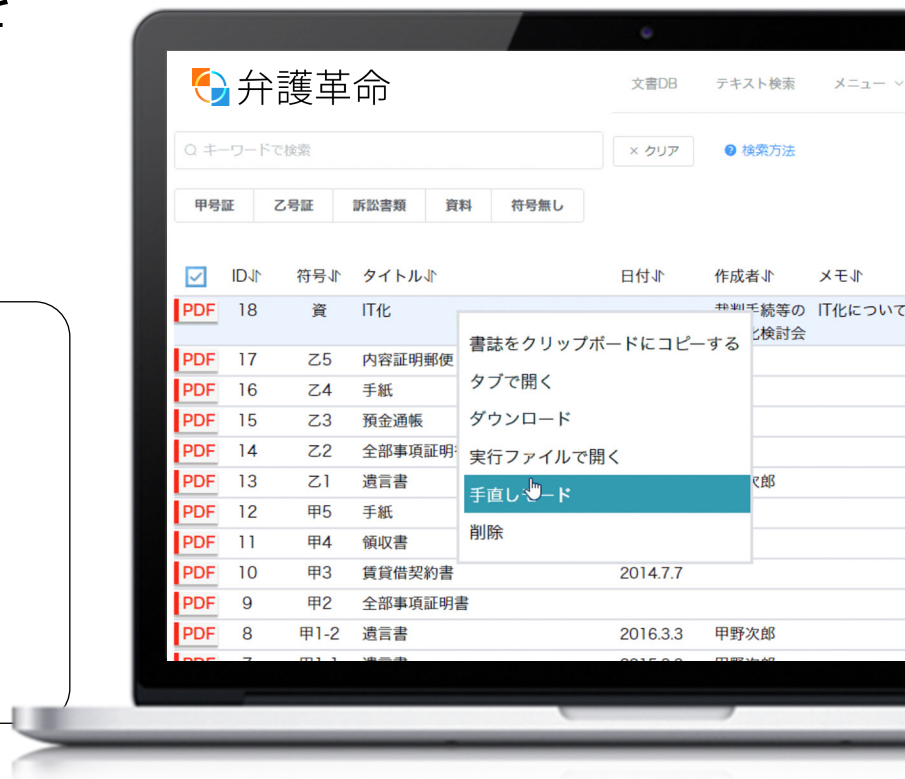 弁護革命
文書DB テキスト検索 メニュー
キーワードで検索 × クリア ? 検索方法
甲号証 乙号証 訴訟書類 資料 符号無し
ID 符号 タイトル 日付 作成者 メモ
PDF 18 資 IT化 裁判手続等の IT化について
化検討会
書誌をクリップボードにコピーする
タブで開く
ダウンロード
実行ファイルで開く
手直しモード
削除
PDF 17 乙5 内容証明郵便
PDF 16 乙4 手紙
PDF 15 乙3 預金通帳
PDF 14 乙2 全部事項証明
PDF 13 乙1 遺言書 次郎
PDF 12 甲5 手紙
PDF 11 甲4 領収書
PDF 10 甲3 賃貸借契約書 2014.7.7
PDF 9 甲2 全部事項証明書
PDF 8 甲1-2 遺言書 2016.3.3 甲野次郎